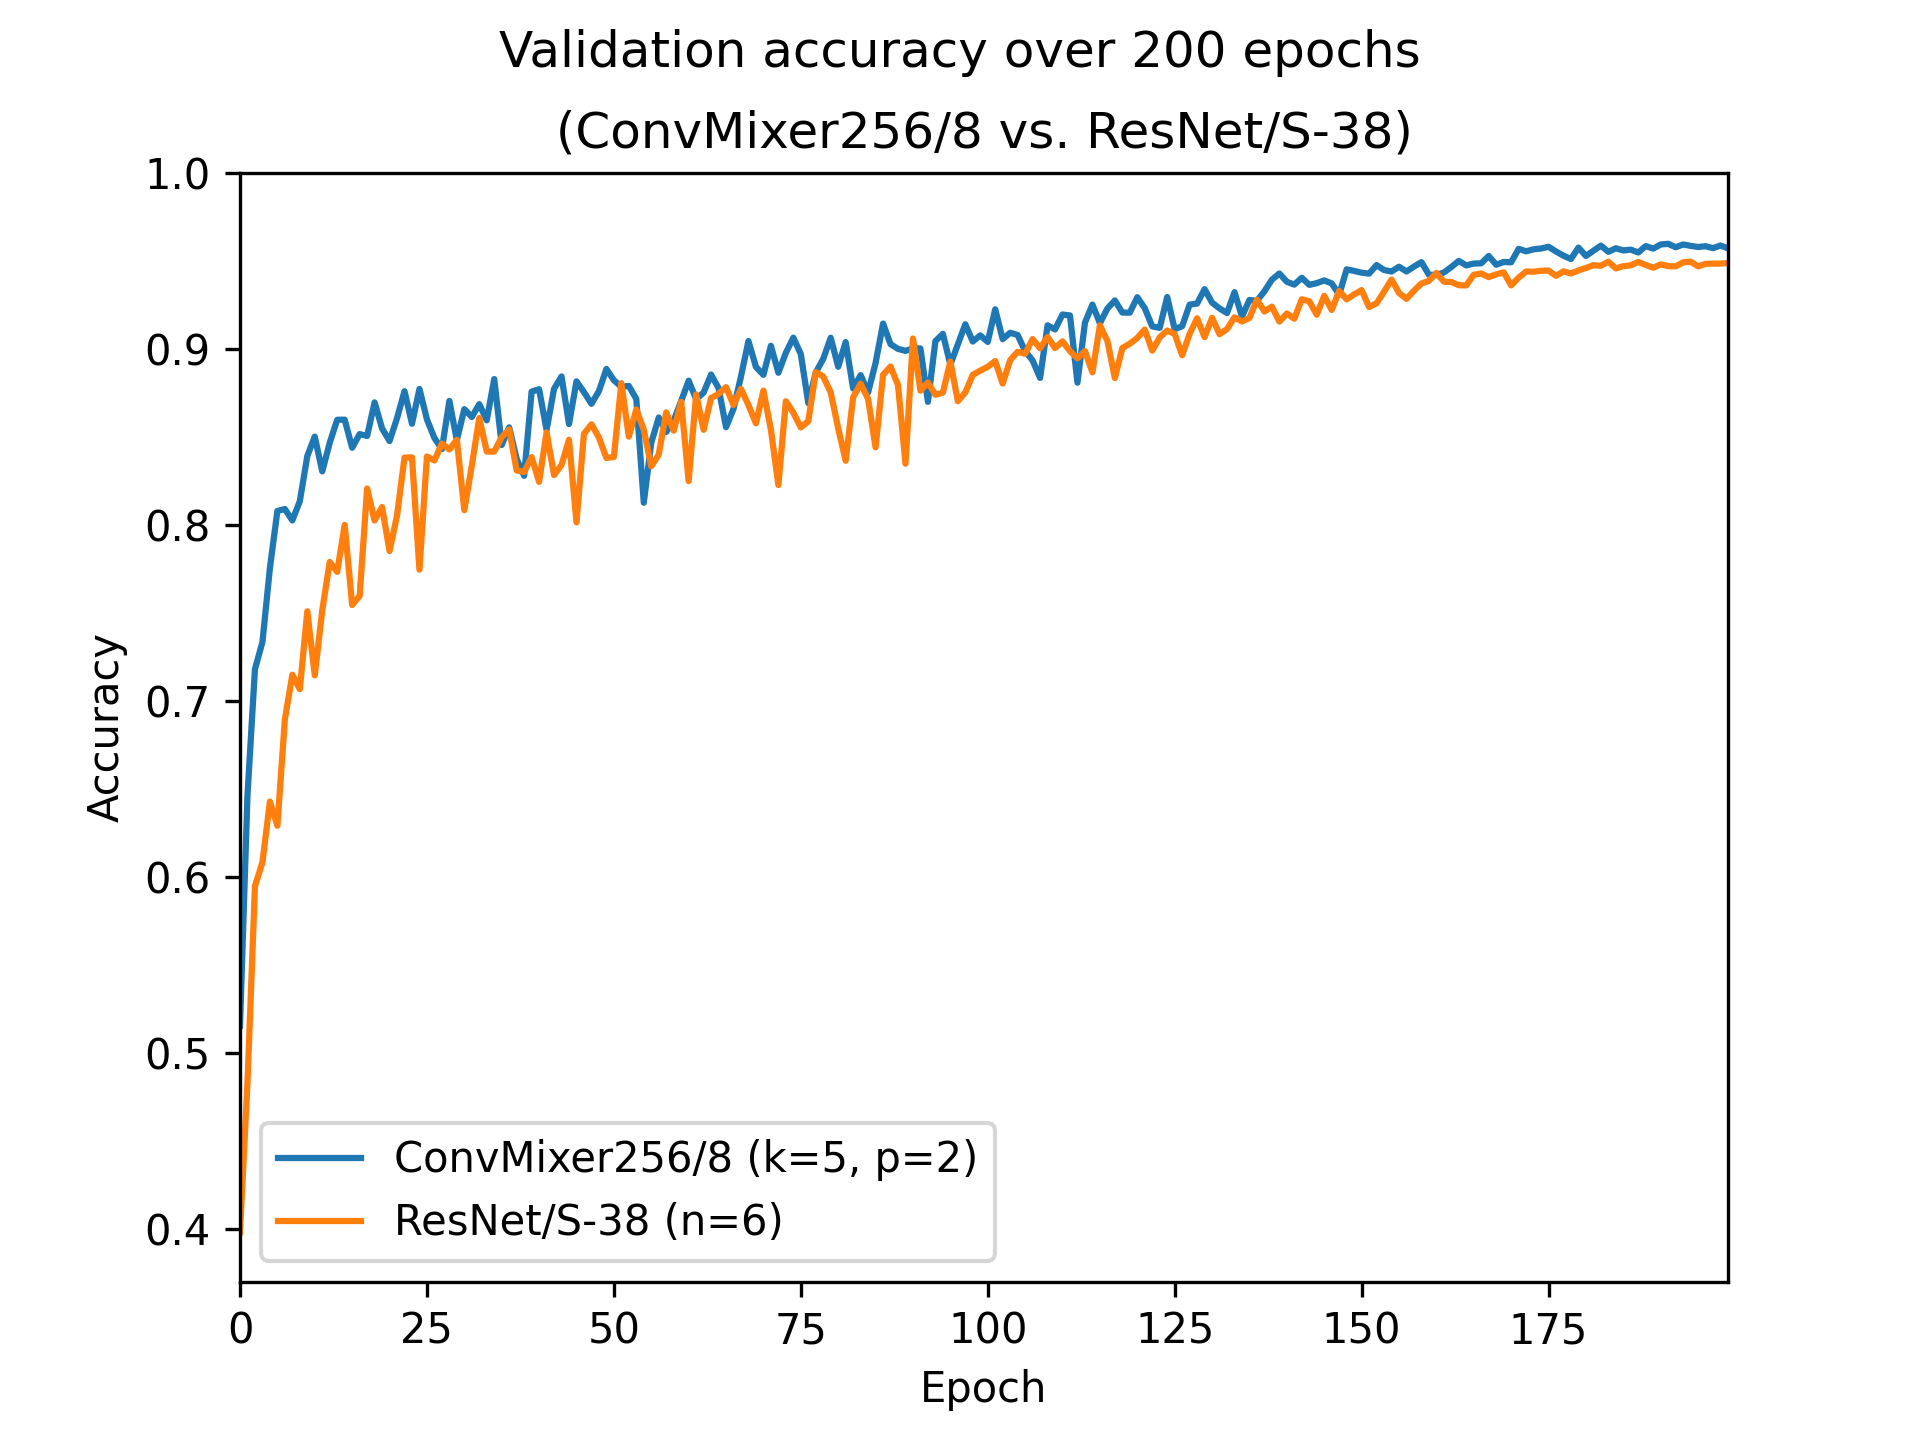 Validation accuracy over 200 epochs
(ConvMixer256/8 vs. ResNet/S-38)
1.0
0.9
0.8
0.7
0.6
0.5
0.4
Accuracy
ConvMixer256/8 (k=5, p=2)
ResNet/S-38 (n=6)
0 25 50 75 100 125 150 175
Epoch